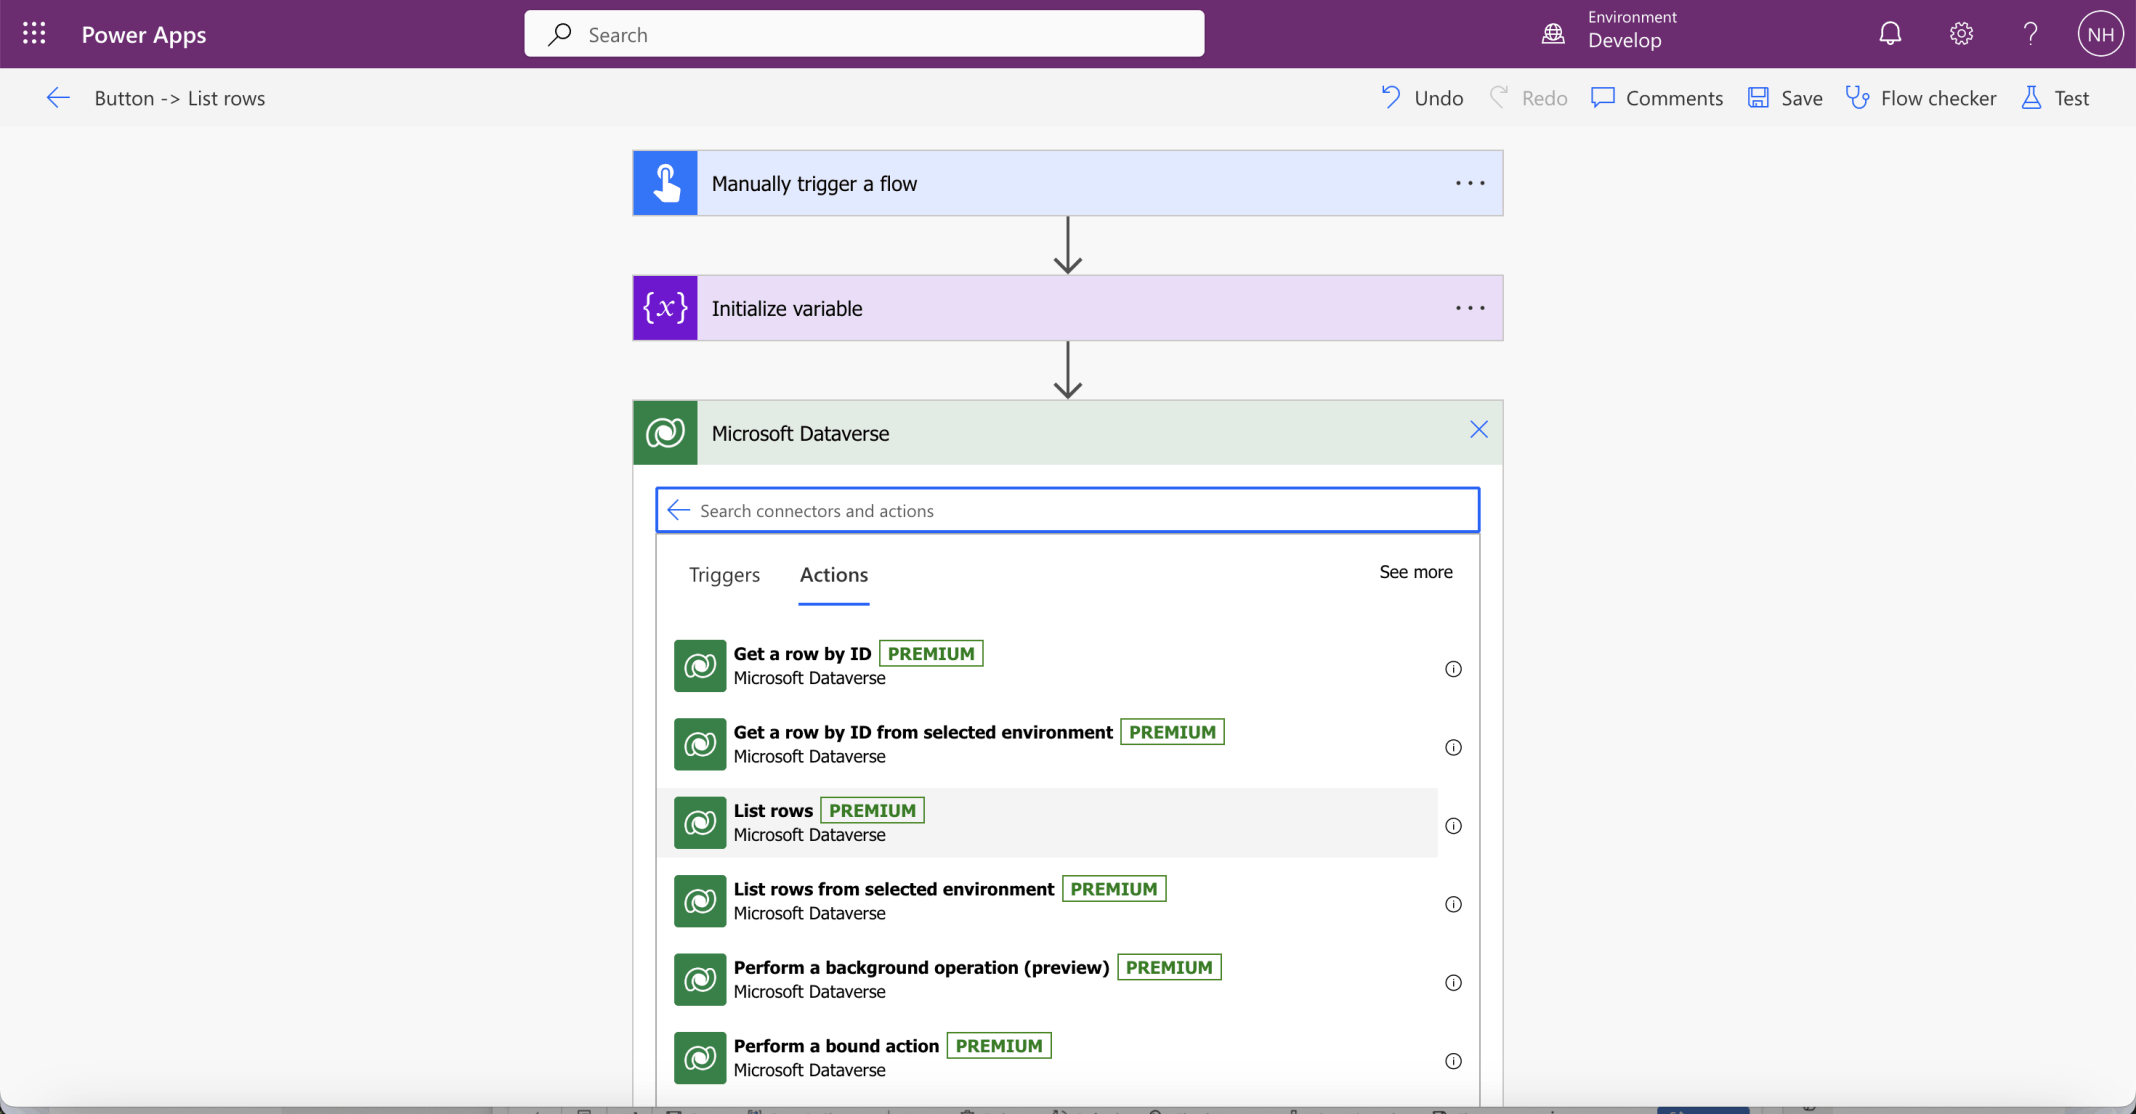 Power Apps
Search
Environment
Develop
?
NH
Button -> List rows
Undo
Redo
Comments
Save
Flow checker
Test
Manually trigger a flow
{x} Initialize variable
Microsoft Dataverse
Search connectors and actions
Triggers
Actions
See more
Get a row by ID PREMIUM
Microsoft Dataverse
Get a row by ID from selected environment PREMIUM
Microsoft Dataverse
List rows PREMIUM
Microsoft Dataverse
List rows from selected environment PREMIUM
Microsoft Dataverse
Perform a background operation (preview) PREMIUM
Microsoft Dataverse
Perform a bound action PREMIUM
Microsoft Dataverse